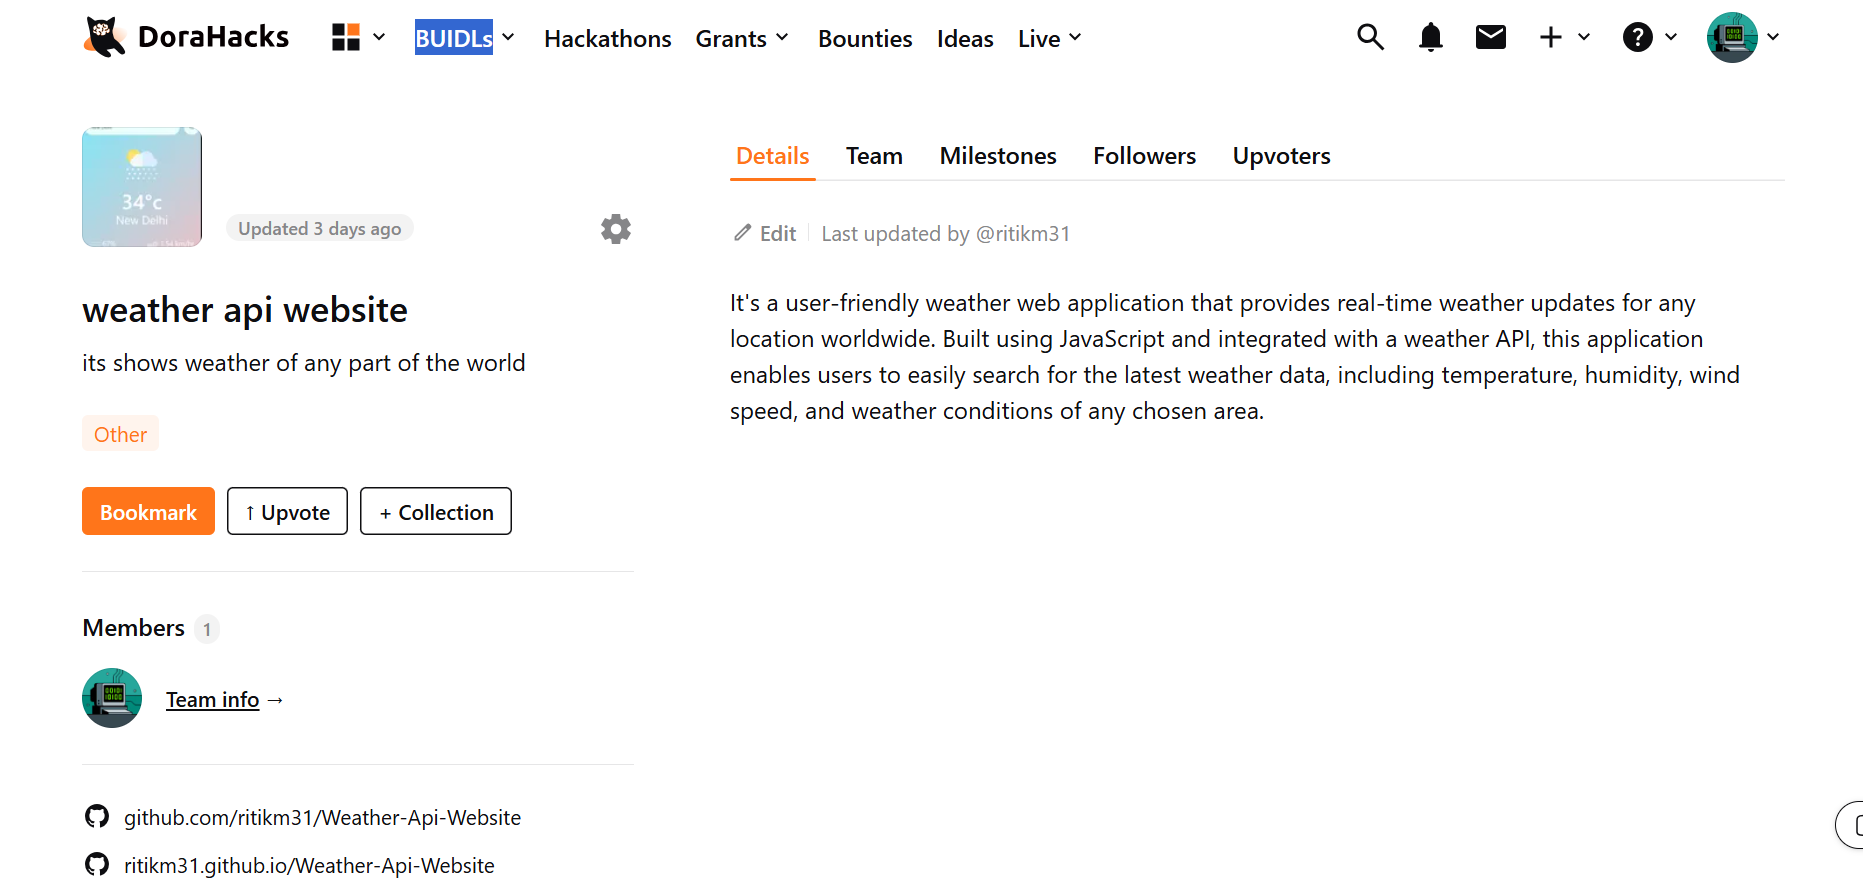 DoraHacks
BUIDLs
Hackathons
Grants
Bounties
Ideas
Live
34°c
New Delhi
Updated 3 days ago
weather api website
its shows weather of any part of the world
Other
Bookmark
↑ Upvote
+ Collection
Members 1
Team info →
github.com/ritikm31/Weather-Api-Website
ritikm31.github.io/Weather-Api-Website
Details
Team
Milestones
Followers
Upvoters
Edit
Last updated by @ritikm31
It's a user-friendly weather web application that provides real-time weather updates for any
location worldwide. Built using JavaScript and integrated with a weather API, this application
enables users to easily search for the latest weather data, including temperature, humidity, wind
speed, and weather conditions of any chosen area.